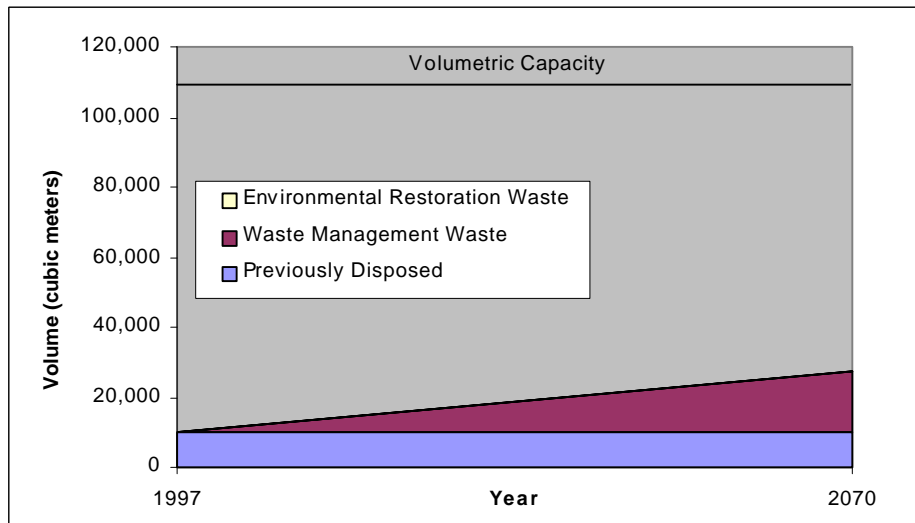 120,000
Volumetric Capacity
100,000
80,000
Environmental Restoration Waste
Waste Management Waste
Previously Disposed
60,000
40,000
20,000
0
Volume (cubic meters)
1997
Year
2070